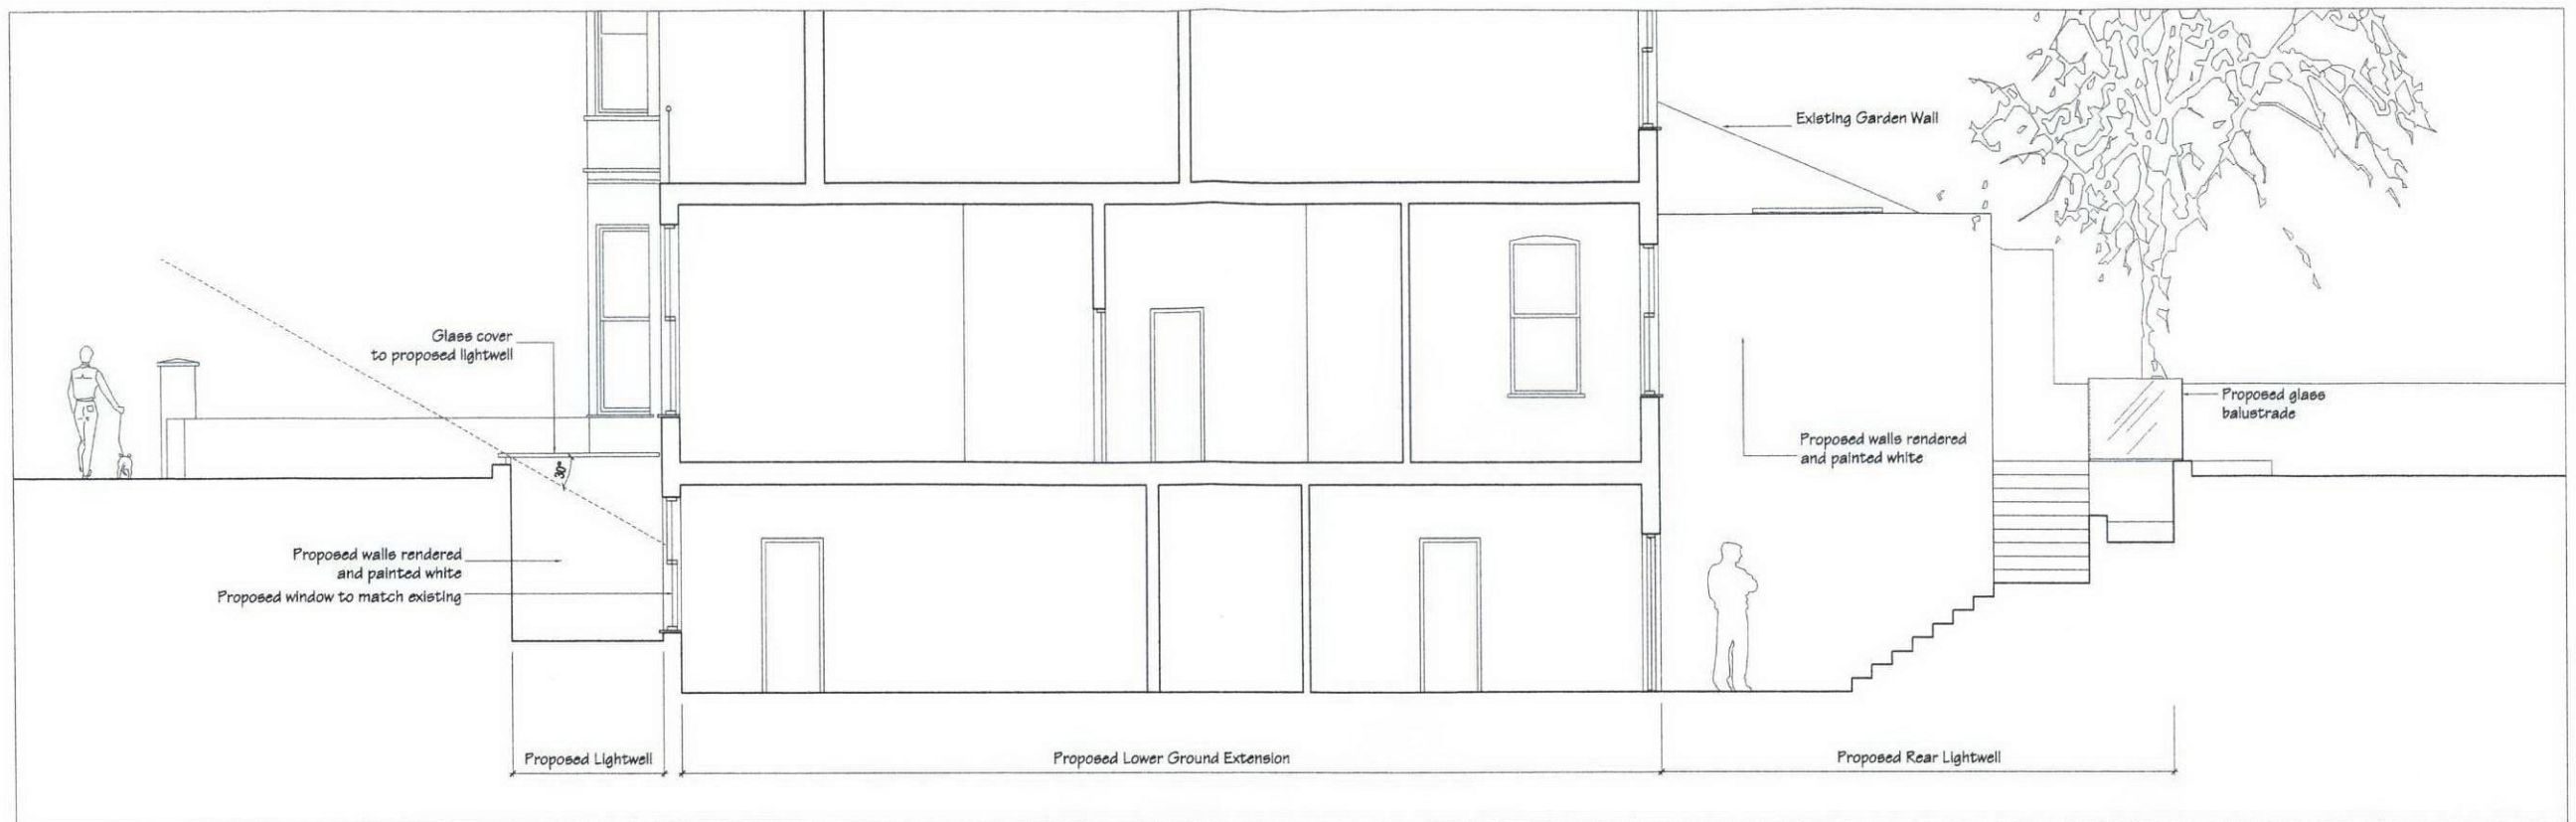 Existing Garden Wall
Glass cover
to proposed lightwell
Proposed glass
balustrade
Proposed walls rendered
and painted white
30°
Proposed walls rendered
and painted white
Proposed window to match existing
Proposed Lightwell
Proposed Lower Ground Extension
Proposed Rear Lightwell